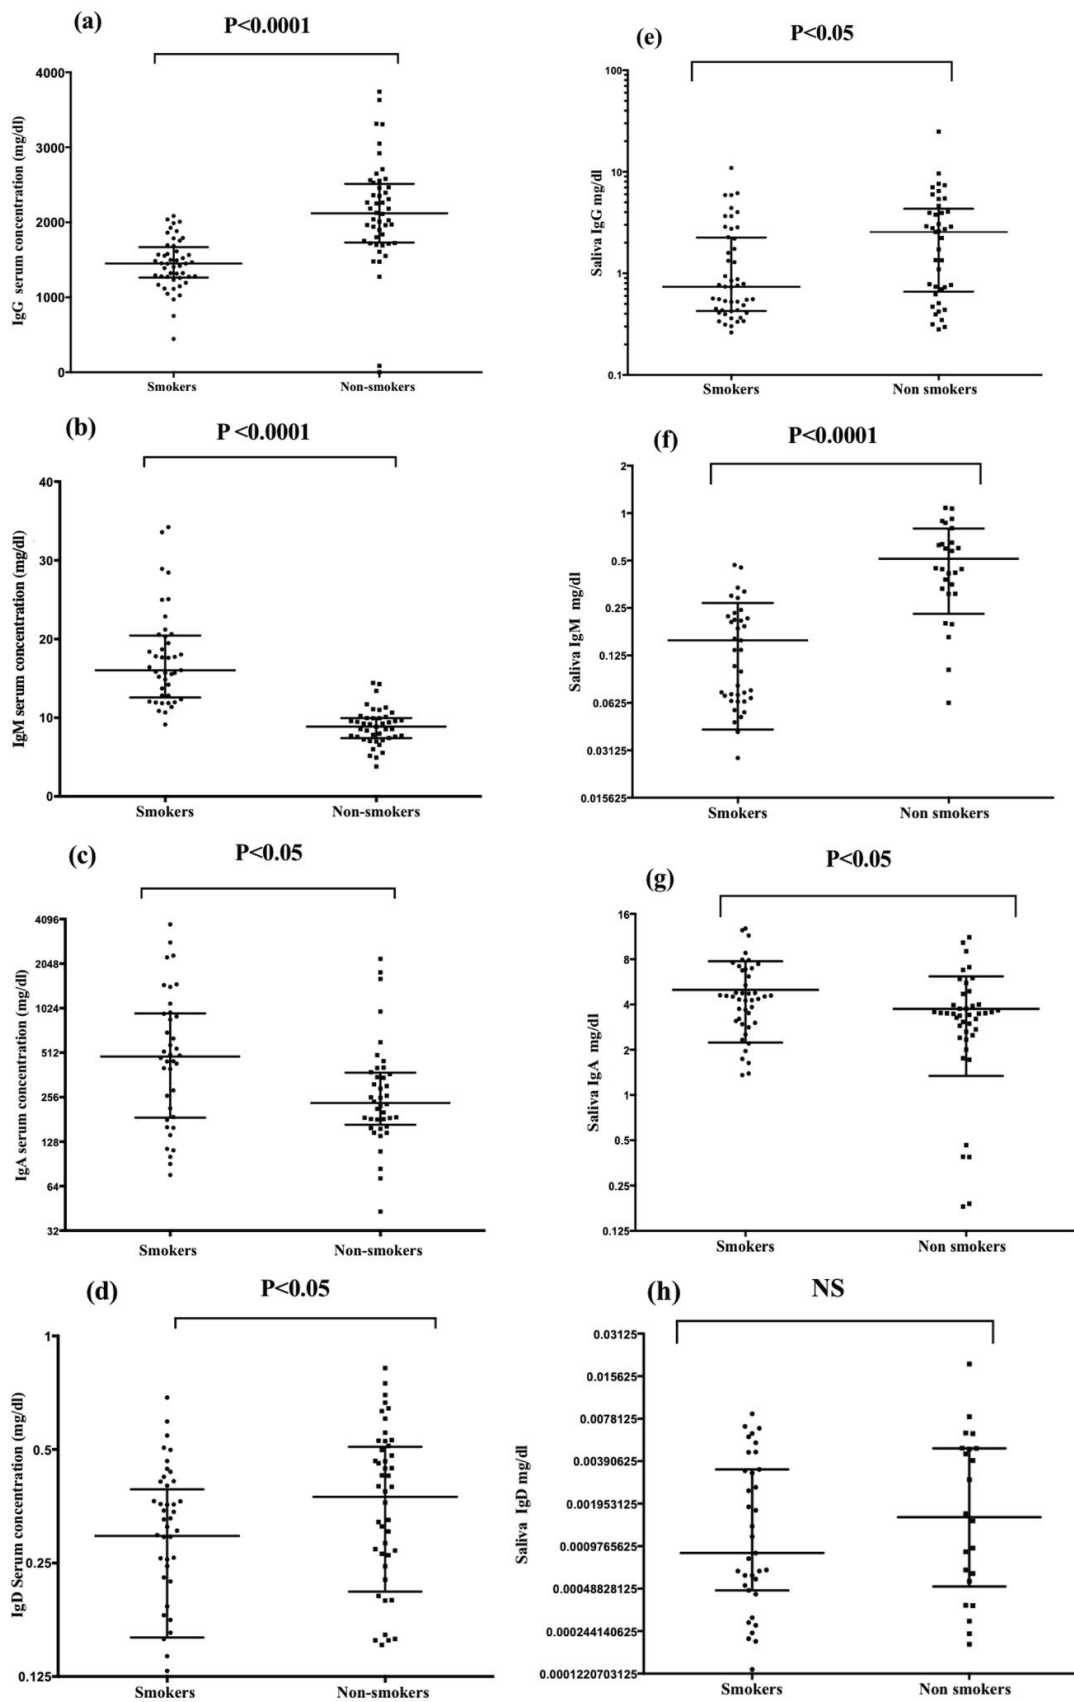 (a)
P<0.0001
IgG serum concentration (mg/dl)
4000
3000
2000
1000
0
Smokers
Non-smokers
(e)
P<0.05
Saliva IgG mg/dl
100
10
1
0.1
Smokers
Non smokers
(b)
P <0.0001
IgM serum concentration (mg/dl)
40
30
20
10
0
Smokers
Non-smokers
(f)
P<0.0001
Saliva IgM mg/dl
2
1
0.5
0.25
0.125
0.0625
0.03125
0.015625
Smokers
Non smokers
(c)
P<0.05
IgA serum concentration (mg/dl)
4096
2048
1024
512
256
128
64
32
Smokers
Non-smokers
(g)
P<0.05
Saliva IgA mg/dl
16
8
4
2
1
0.5
0.25
0.125
Smokers
Non smokers
(d)
P<0.05
IgD Serum concentration (mg/dl)
1
0.5
0.25
0.125
Smokers
Non-smokers
(h)
NS
Saliva IgD mg/dl
0.03125
0.015625
0.0078125
0.00390625
0.001953125
0.0009765625
0.00048828125
0.000244140625
0.0001220703125
Smokers
Non smokers